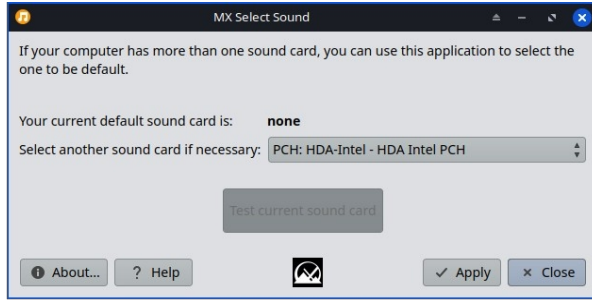 MX Select Sound
If your computer has more than one sound card, you can use this application to select the
one to be default.
Your current default sound card is: none
Select another sound card if necessary: PCH: HDA-Intel - HDA Intel PCH
Test current sound card
About... ? Help Apply Close